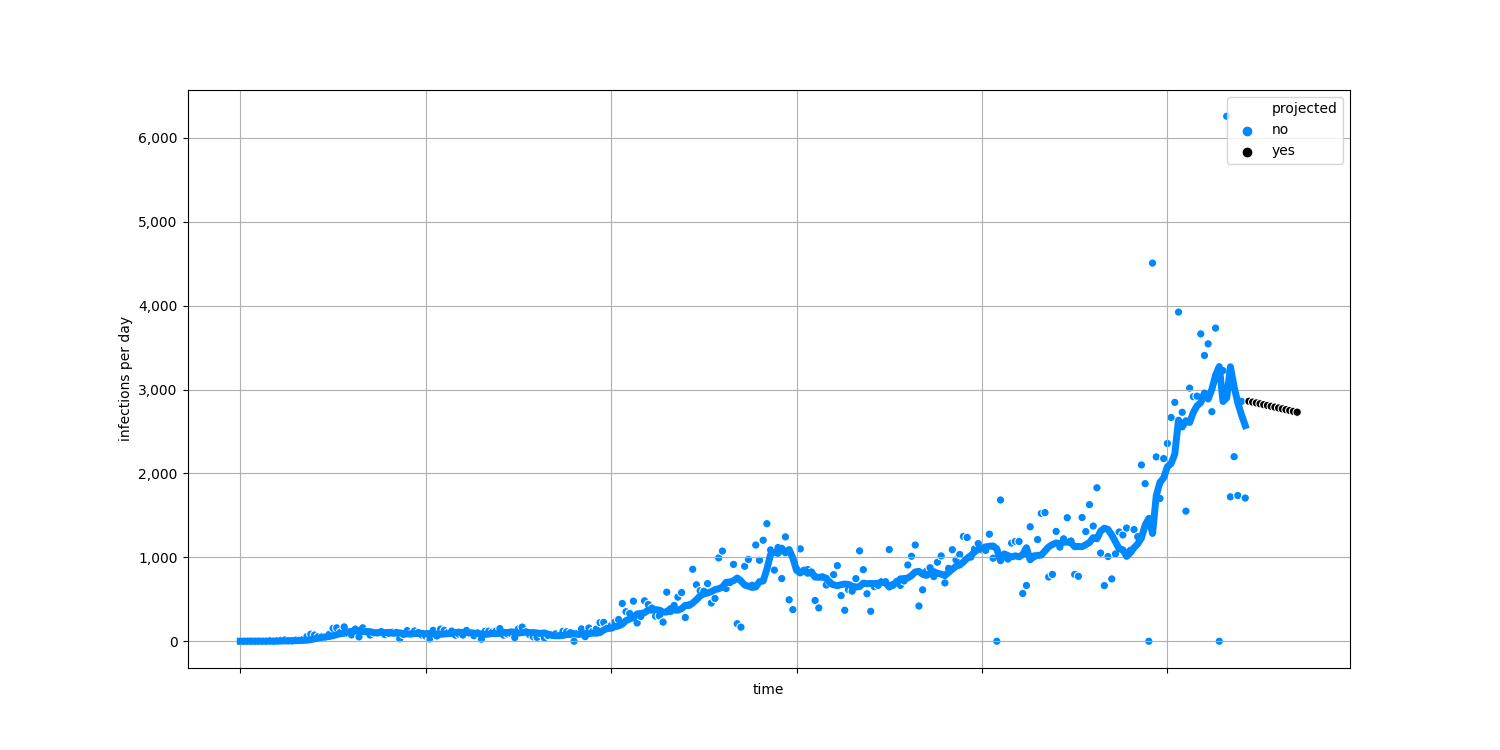 projected
no
yes
6,000
5,000
4,000
3,000
2,000
1,000
0
infections per day
time